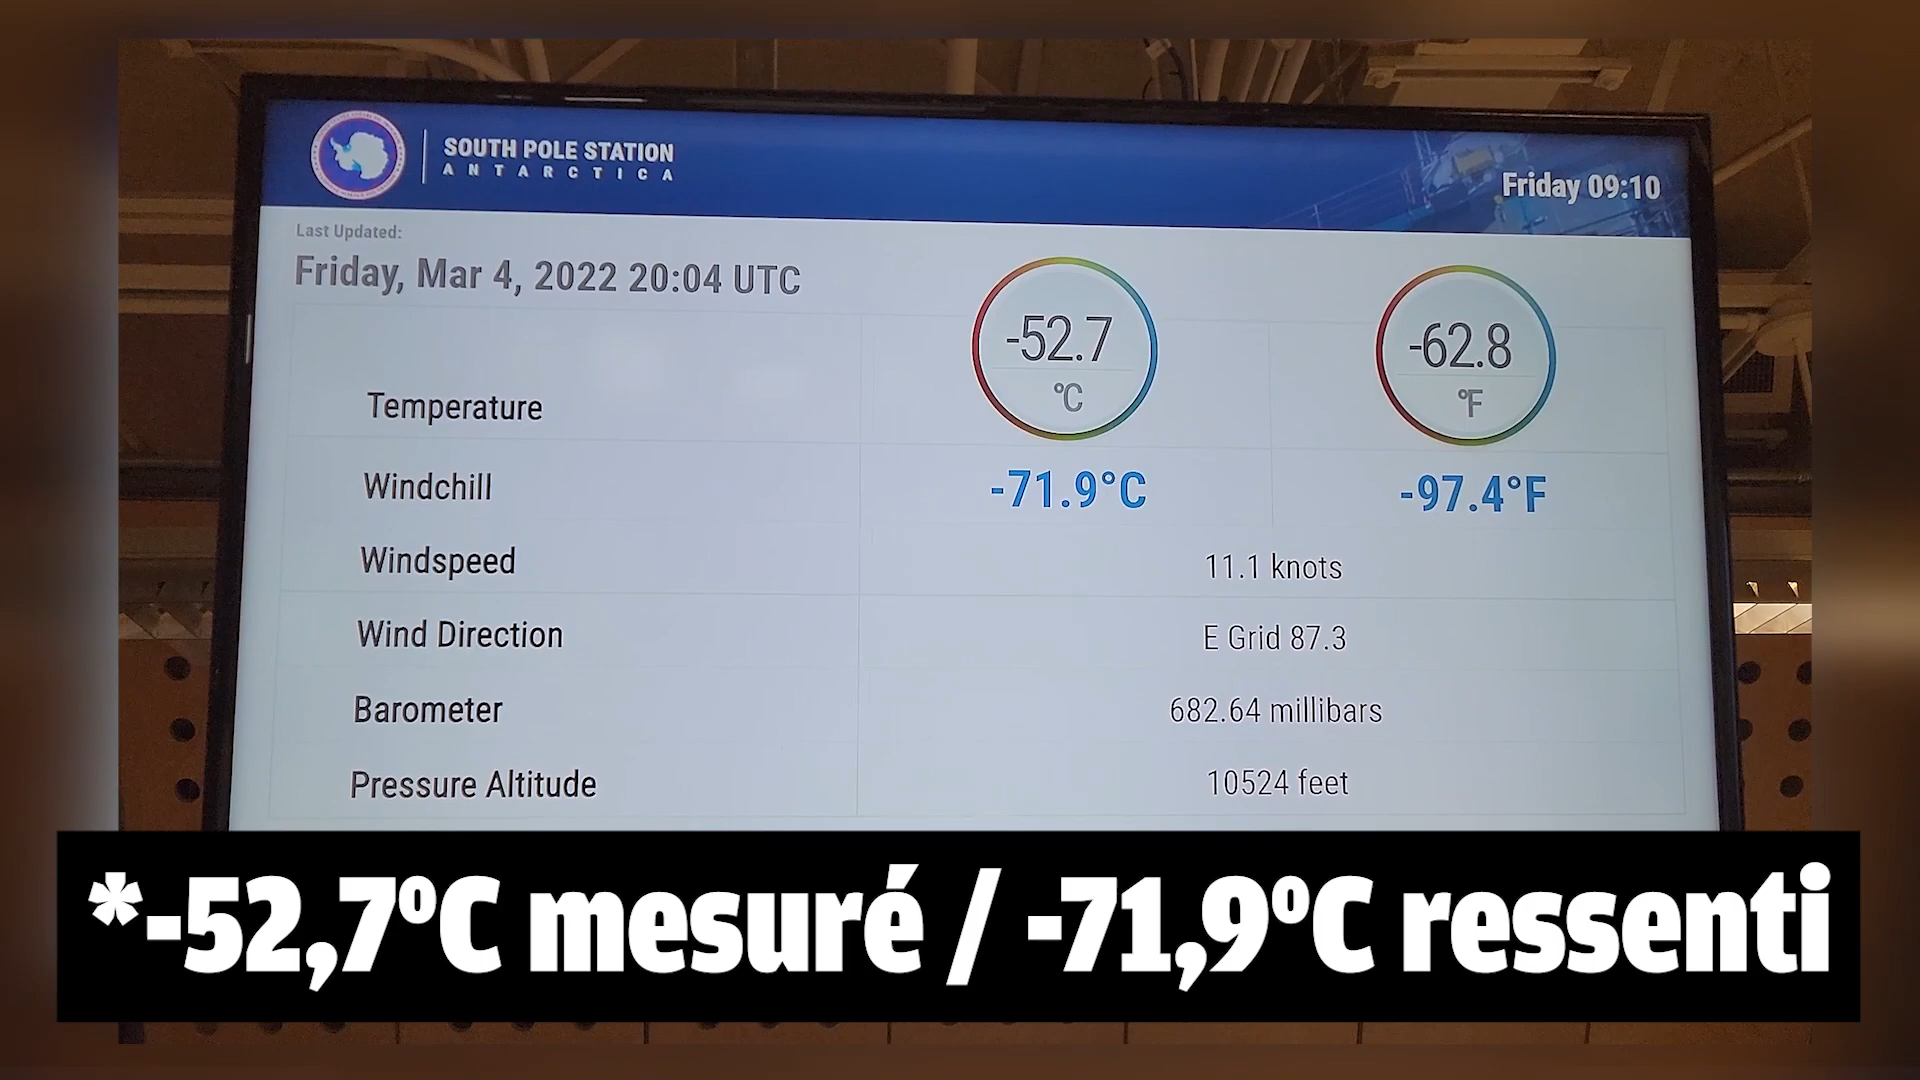 SOUTH POLE STATION
ANTARCTICA
Friday 09:10
Last Updated:
Friday, Mar 4, 2022 20:04 UTC
Temperature
-52.7
°C
-62.8
°F
Windchill
-71.9°C
-97.4°F
Windspeed
11.1 knots
Wind Direction
E Grid 87.3
Barometer
682.64 millibars
Pressure Altitude
10524 feet
*-52,7°C mesuré / -71,9°C ressenti